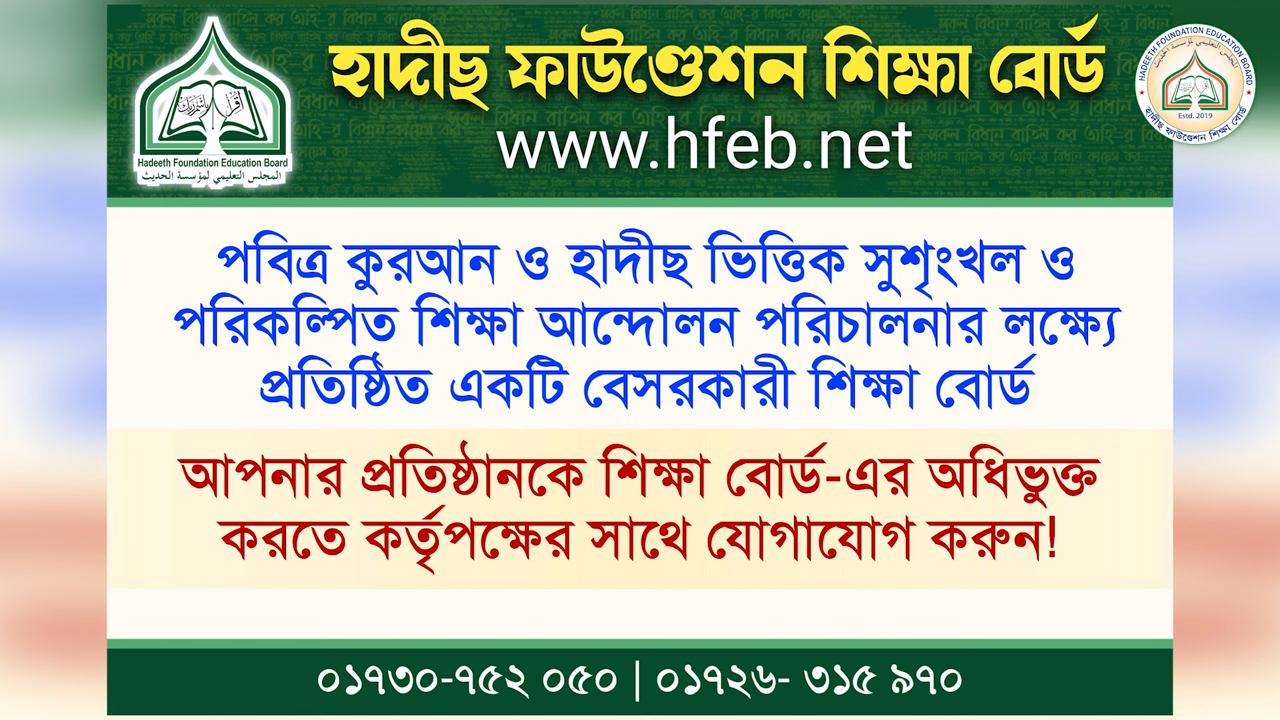 হাদীছ ফাউণ্ডেশন শিক্ষা বোর্ড
www.hfeb.net
Hadeeth Foundation Education Board
المجلس التعليمي لمؤسسة الحديث
HADEETH FOUNDATION EDUCATION BOARD
Estd. 2019
হাদীছ ফাউণ্ডেশন শিক্ষা বোর্ড
পবিত্র কুরআন ও হাদীছ ভিত্তিক সুশৃংখল ও
পরিকল্পিত শিক্ষা আন্দোলন পরিচালনার লক্ষ্যে
প্রতিষ্ঠিত একটি বেসরকারী শিক্ষা বোর্ড
আপনার প্রতিষ্ঠানকে শিক্ষা বোর্ড-এর অধিভুক্ত
করতে কর্তৃপক্ষের সাথে যোগাযোগ করুন!
০১৭৩০-৭৫২ ০৫০ | ০১৭২৬- ৩১৫ ৯৭০